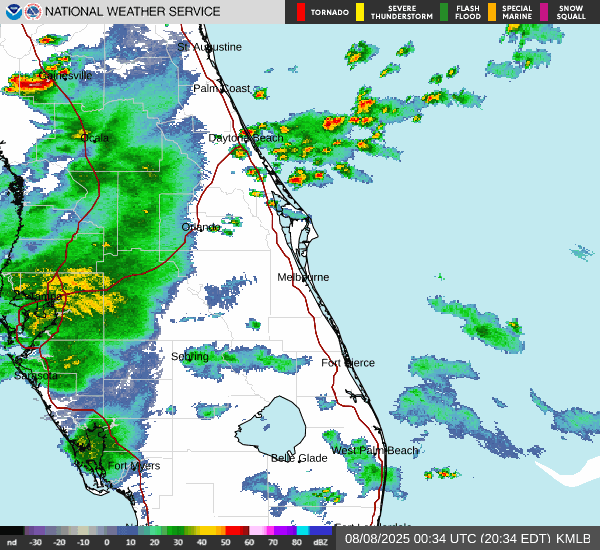 NATIONAL WEATHER SERVICE
TORNADO
SEVERE THUNDERSTORM
FLASH FLOOD
SPECIAL MARINE
SNOW SQUALL
St. Augustine
Gainesville
Palm Coast
Ocala
Daytona Beach
Orlando
Melbourne
Tampa
Sebring
Fort Pierce
Sarasota
West Palm Beach
Belle Glade
Fort Myers
nd -30 -20 -10 0 10 20 30 40 50 60 70 80 dBZ
08/08/2025 00:34 UTC (20:34 EDT) KMLB